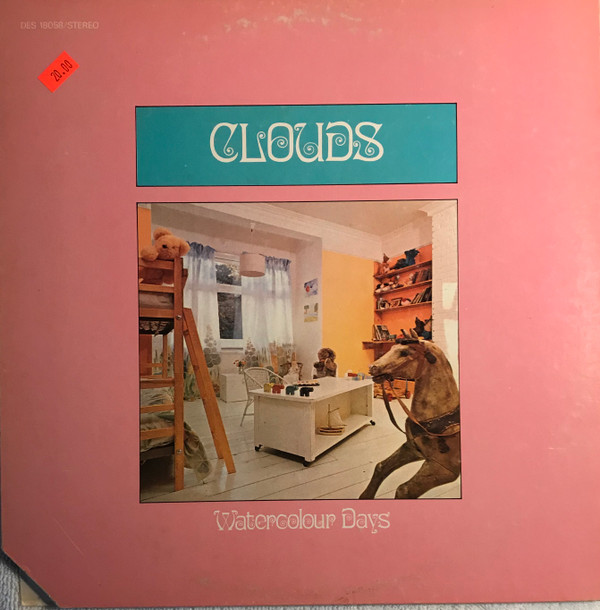 DES 18058/STEREO
20.00
CLOUDS
Watercolour Days